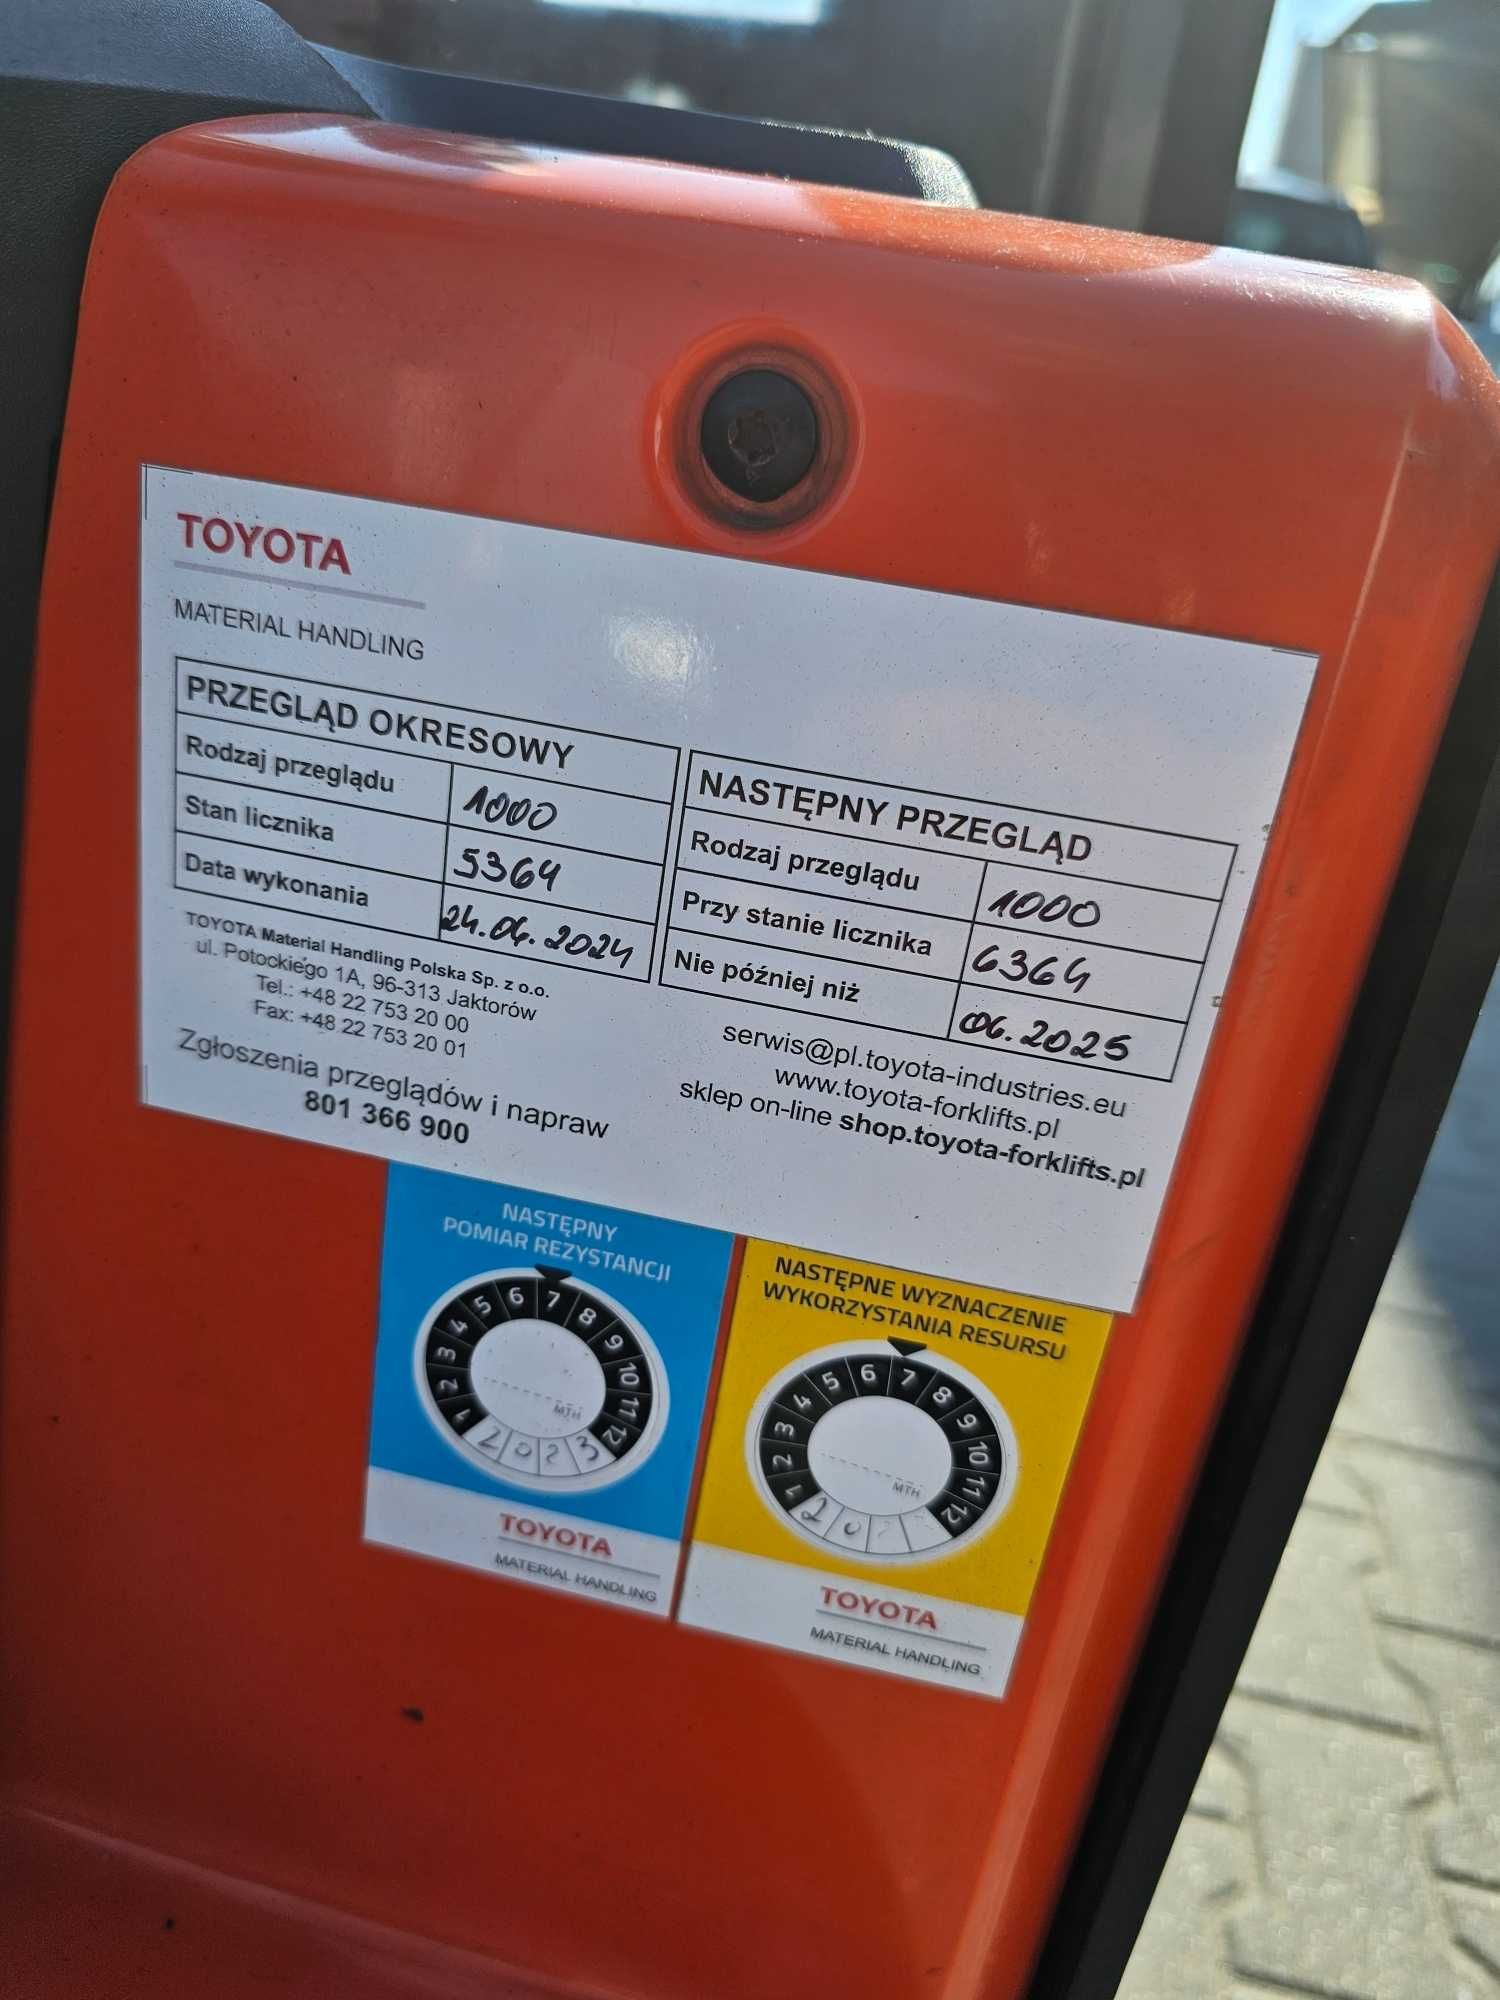 TOYOTA
MATERIAL HANDLING
PRZEGLĄD OKRESOWY
Rodzaj przeglądu 1000
Stan licznika 5364
Data wykonania 24.06.2024
NASTĘPNY PRZEGLĄD
Rodzaj przeglądu 1000
Przy stanie licznika 6364
Nie później niż 06.2025
TOYOTA Material Handling Polska Sp. z o.o.
ul. Potockiego 1A, 96-313 Jaktorów
Tel.: +48 22 753 20 00
Fax: +48 22 753 20 01
Zgłoszenia przeglądów i napraw
801 366 900
serwis@pl.toyota-industries.eu
www.toyota-forklifts.pl
sklep on-line shop.toyota-forklifts.pl
NASTĘPNY
POMIAR REZYSTANCJI
1 2 3 4 5 6 7 8 9 10 11 12
MTH
2023
TOYOTA
MATERIAL HANDLING
NASTĘPNE WYZNACZENIE
WYKORZYSTANIA RESURSU
1 2 3 4 5 6 7 8 9 10 11 12
MTH
20
TOYOTA
MATERIAL HANDLING